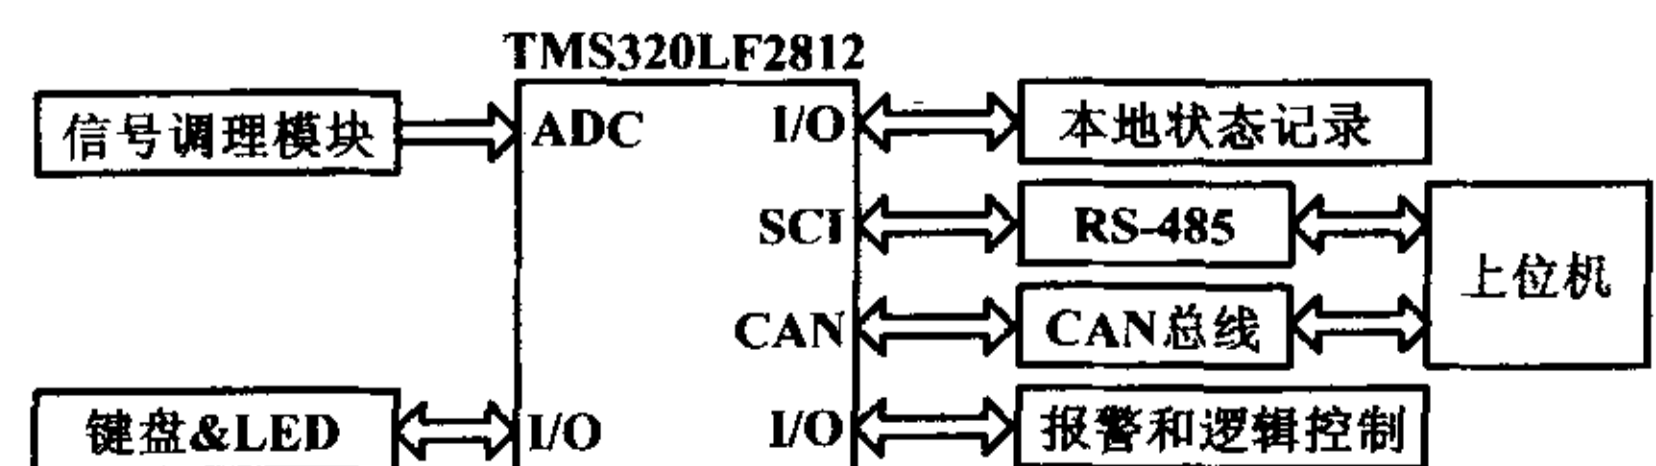 TMS320LF2812
信号调理模块
ADC
I/O
本地状态记录
SCI
RS-485
上位机
CAN
CAN总线
键盘&LED
I/O
I/O
报警和逻辑控制